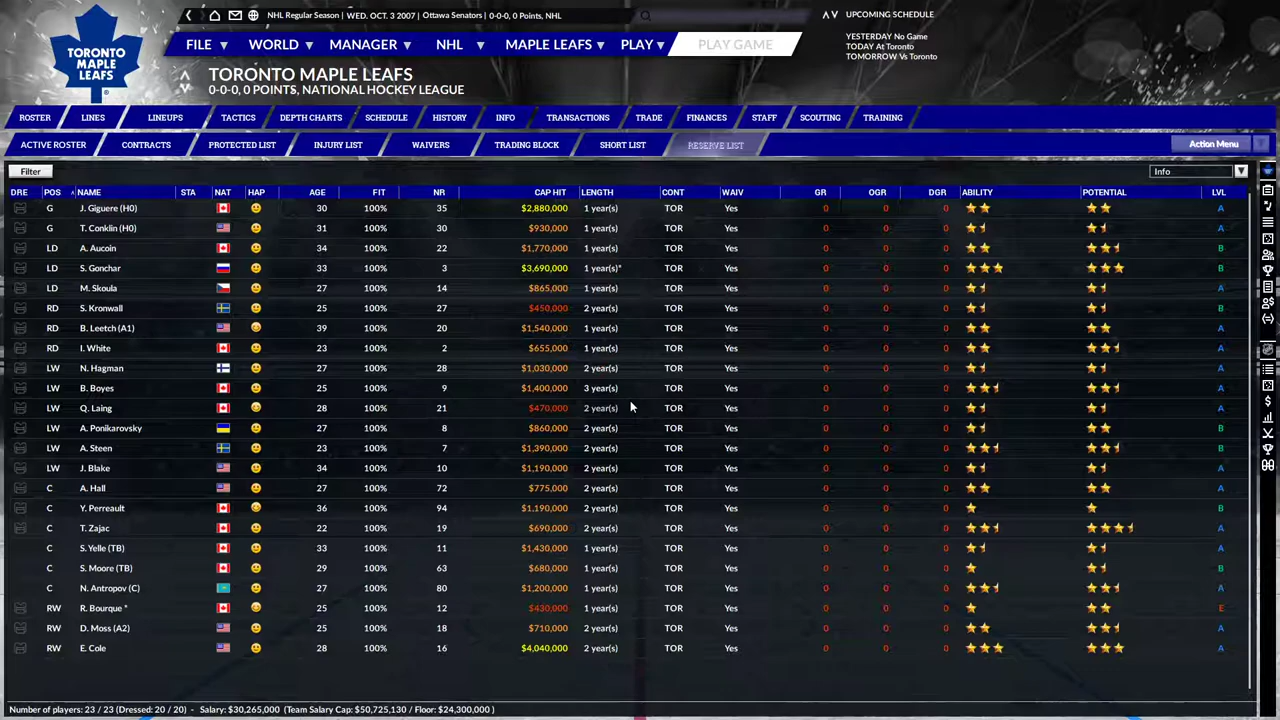 NHL Regular Season | WED. OCT. 3 2007 | Ottawa Senators | 0-0-0, 0 Points, NHL
UPCOMING SCHEDULE
YESTERDAY No Game
TODAY At Toronto
TOMORROW Vs Toronto
TORONTO MAPLE LEAFS
FILE WORLD MANAGER NHL MAPLE LEAFS PLAY PLAY GAME
TORONTO MAPLE LEAFS
0-0-0, 0 POINTS, NATIONAL HOCKEY LEAGUE
ROSTER LINES LINEUPS TACTICS DEPTH CHARTS SCHEDULE HISTORY INFO TRANSACTIONS TRADE FINANCES STAFF SCOUTING TRAINING
ACTIVE ROSTER CONTRACTS PROTECTED LIST INJURY LIST WAIVERS TRADING BLOCK SHORT LIST RESERVE LIST Action Menu
Filter Info
DRE POS NAME STA NAT HAP AGE FIT NR CAP HIT LENGTH CONT WAIV GR OGR DGR ABILITY POTENTIAL LVL
G J. Giguere (H0) 30 100% 35 $2,880,000 1 year(s) TOR Yes 0 0 0 A
G T. Conklin (H0) 31 100% 30 $930,000 1 year(s) TOR Yes 0 0 0 A
LD A. Aucoin 34 100% 22 $1,770,000 1 year(s) TOR Yes 0 0 0 B
LD S. Gonchar 33 100% 3 $3,690,000 1 year(s)* TOR Yes 0 0 0 B
LD M. Skoula 27 100% 14 $865,000 1 year(s) TOR Yes 0 0 0 A
RD S. Kronwall 25 100% 27 $450,000 2 year(s) TOR Yes 0 0 0 B
RD B. Leetch (A1) 39 100% 20 $1,540,000 1 year(s) TOR Yes 0 0 0 A
RD I. White 23 100% 2 $655,000 1 year(s) TOR Yes 0 0 0 A
LW N. Hagman 27 100% 28 $1,030,000 2 year(s) TOR Yes 0 0 0 A
LW B. Boyes 25 100% 9 $1,400,000 3 year(s) TOR Yes 0 0 0 A
LW Q. Laing 28 100% 21 $470,000 2 year(s) TOR Yes 0 0 0 A
LW A. Ponikarovsky 27 100% 8 $860,000 2 year(s) TOR Yes 0 0 0 B
LW A. Steen 23 100% 7 $1,390,000 2 year(s) TOR Yes 0 0 0 B
LW J. Blake 34 100% 10 $1,190,000 2 year(s) TOR Yes 0 0 0 A
C A. Hall 27 100% 72 $775,000 1 year(s) TOR Yes 0 0 0 A
C Y. Perreault 36 100% 94 $1,190,000 1 year(s) TOR Yes 0 0 0 B
C T. Zajac 22 100% 19 $690,000 1 year(s) TOR Yes 0 0 0 A
C S. Yelle (TB) 33 100% 11 $1,430,000 1 year(s) TOR Yes 0 0 0 A
C S. Moore (TB) 29 100% 63 $680,000 1 year(s) TOR Yes 0 0 0 B
C N. Antropov (C) 27 100% 80 $1,200,000 1 year(s) TOR Yes 0 0 0 A
RW R. Bourque * 25 100% 12 $430,000 1 year(s) TOR Yes 0 0 0 E
RW D. Moss (A2) 25 100% 18 $710,000 2 year(s) TOR Yes 0 0 0 A
RW E. Cole 28 100% 16 $4,040,000 2 year(s) TOR Yes 0 0 0 A
Number of players: 23 / 23 (Dressed: 20 / 20) - Salary: $30,265,000 (Team Salary Cap: $50,725,130 / Floor: $24,300,000 )